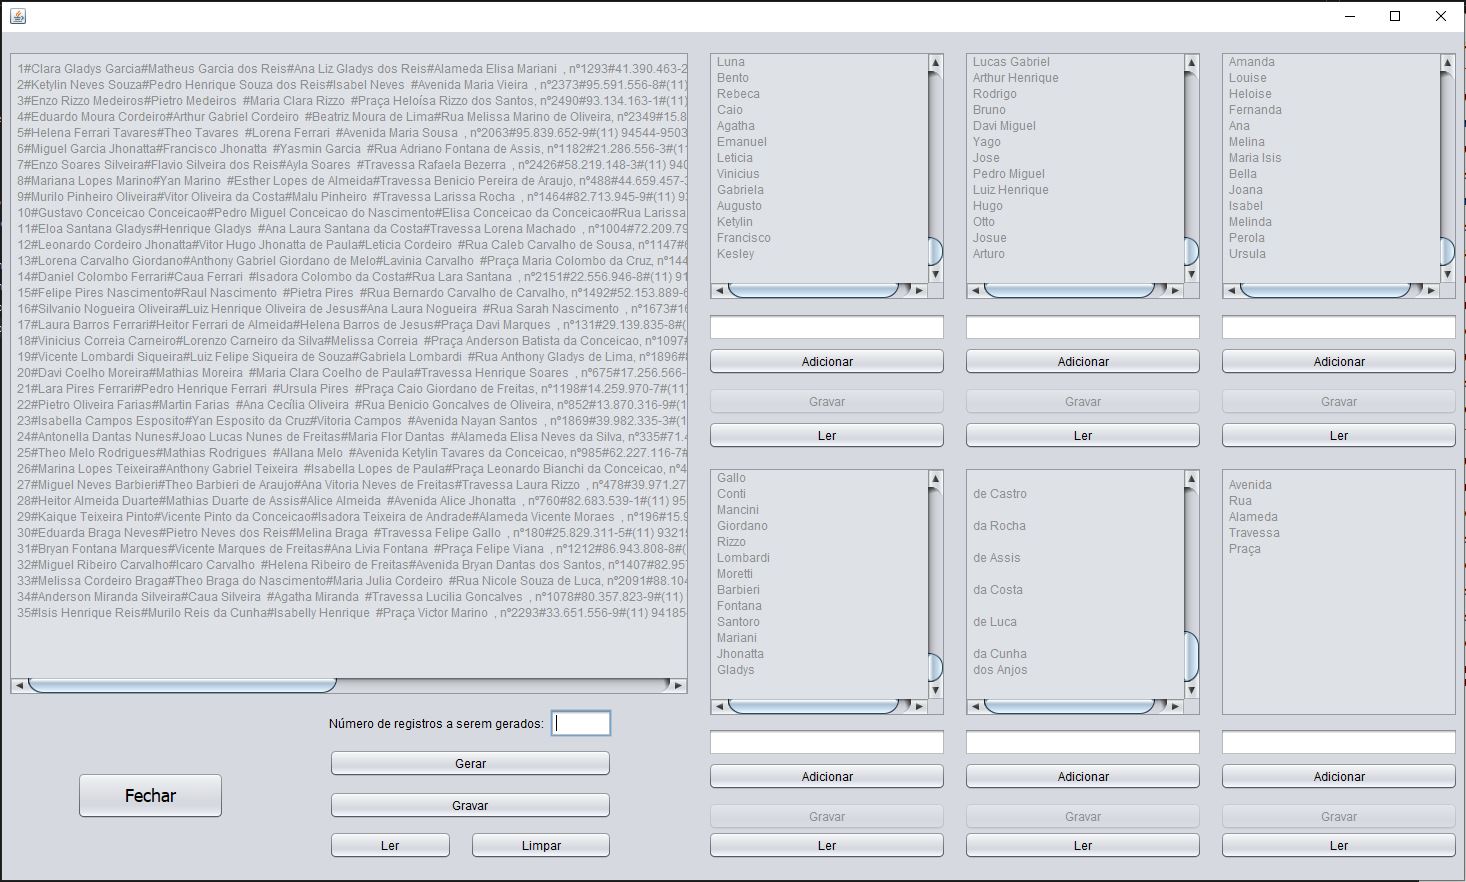 1#Clara Gladys Garcia#Matheus Garcia dos Reis#Ana Liz Gladys dos Reis#Alameda Elisa Mariani , nº1293#41.390.463-2
2#Ketylin Neves Souza#Pedro Henrique Souza dos Reis#Isabel Neves #Avenida Maria Vieira , nº2373#95.591.556-8#(11)
3#Enzo Rizzo Medeiros#Pietro Medeiros #Maria Clara Rizzo #Praça Heloísa Rizzo dos Santos, nº2490#93.134.163-1#(11)
4#Eduardo Moura Cordeiro#Arthur Gabriel Cordeiro #Beatriz Moura de Lima#Rua Melissa Marino de Oliveira, nº2349#15.8
5#Helena Ferrari Tavares#Theo Tavares #Lorena Ferrari #Avenida Maria Sousa , nº2063#95.839.652-9#(11) 94544-9503
6#Miguel Garcia Jhonatta#Francisco Jhonatta #Yasmin Garcia #Rua Adriano Fontana de Assis, nº1182#21.286.556-3#(11)
7#Enzo Soares Silveira#Flavio Silveira dos Reis#Ayla Soares #Travessa Rafaela Bezerra , nº2426#58.219.148-3#(11) 940
8#Mariana Lopes Marino#Yan Marino #Esther Lopes de Almeida#Travessa Benicio Pereira de Araujo, nº488#44.659.457-3
9#Murilo Pinheiro Oliveira#Vitor Oliveira da Costa#Malu Pinheiro #Travessa Larissa Rocha , nº1464#82.713.945-9#(11) 93
10#Gustavo Conceicao Conceicao#Pedro Miguel Conceicao do Nascimento#Elisa Conceicao da Conceicao#Rua Larissa
11#Eloa Santana Gladys#Henrique Gladys #Ana Laura Santana da Costa#Travessa Lorena Machado , nº1004#72.209.79
12#Leonardo Cordeiro Jhonatta#Vitor Hugo Jhonatta de Paula#Leticia Cordeiro #Rua Caleb Carvalho de Sousa, nº1147#6
13#Lorena Carvalho Giordano#Anthony Gabriel Giordano de Melo#Lavinia Carvalho #Praça Maria Colombo da Cruz, nº144
14#Daniel Colombo Ferrari#Caua Ferrari #Isadora Colombo da Costa#Rua Lara Santana , nº2151#22.556.946-8#(11) 91
15#Felipe Pires Nascimento#Raul Nascimento #Pietra Pires #Rua Bernardo Carvalho de Carvalho, nº1492#52.153.889-6
16#Silvanio Nogueira Oliveira#Luiz Henrique Oliveira de Jesus#Ana Laura Nogueira #Rua Sarah Nascimento , nº1673#16
17#Laura Barros Ferrari#Heitor Ferrari de Almeida#Helena Barros de Jesus#Praça Davi Marques , nº131#29.139.835-8#(
18#Vinicius Correia Carneiro#Lorenzo Carneiro da Silva#Melissa Correia #Praça Anderson Batista da Conceicao, nº1097#
19#Vicente Lombardi Siqueira#Luiz Felipe Siqueira de Souza#Gabriela Lombardi #Rua Anthony Gladys de Lima, nº1896#8
20#Davi Coelho Moreira#Mathias Moreira #Maria Clara Coelho de Paula#Travessa Henrique Soares , nº675#17.256.566-
21#Lara Pires Ferrari#Pedro Henrique Ferrari #Ursula Pires #Praça Caio Giordano de Freitas, nº1198#14.259.970-7#(11)
22#Pietro Oliveira Farias#Martin Farias #Ana Cecília Oliveira #Rua Benicio Goncalves de Oliveira, nº852#13.870.316-9#(1
23#Isabella Campos Esposito#Yan Esposito da Cruz#Vitoria Campos #Avenida Nayan Santos , nº1869#39.982.335-3#(1
24#Antonella Dantas Nunes#Joao Lucas Nunes de Freitas#Maria Flor Dantas #Alameda Elisa Neves da Silva, nº335#71.4
25#Theo Melo Rodrigues#Mathias Rodrigues #Allana Melo #Avenida Ketylin Tavares da Conceicao, nº985#62.227.116-7#
26#Marina Lopes Teixeira#Anthony Gabriel Teixeira #Isabella Lopes de Paula#Praça Leonardo Bianchi da Conceicao, nº4
27#Miguel Neves Barbieri#Theo Barbieri de Araujo#Ana Vitoria Neves de Freitas#Travessa Laura Rizzo , nº478#39.971.27
28#Heitor Almeida Duarte#Mathias Duarte de Assis#Alice Almeida #Avenida Alice Jhonatta , nº760#82.683.539-1#(11) 950
29#Kaique Teixeira Pinto#Vicente Pinto da Conceicao#Isadora Teixeira de Andrade#Alameda Vicente Moraes , nº196#15.9
30#Eduarda Braga Neves#Pietro Neves dos Reis#Melina Braga #Travessa Felipe Gallo , nº180#25.829.311-5#(11) 9321
31#Bryan Fontana Marques#Vicente Marques de Freitas#Ana Livia Fontana #Praça Felipe Viana , nº1212#86.943.808-8#(
32#Miguel Ribeiro Carvalho#Icaro Carvalho #Helena Ribeiro de Freitas#Avenida Bryan Dantas dos Santos, nº1407#82.957
33#Melissa Cordeiro Braga#Theo Braga do Nascimento#Maria Julia Cordeiro #Rua Nicole Souza de Luca, nº2091#88.104
34#Anderson Miranda Silveira#Caua Silveira #Agatha Miranda #Travessa Lucilia Goncalves , nº1078#80.357.823-9#(11)
35#Isis Henrique Reis#Murilo Reis da Cunha#Isabelly Henrique #Praça Victor Marino , nº2293#33.651.556-9#(11) 94185
Número de registros a serem gerados:
Gerar
Fechar
Gravar
Ler
Limpar
Luna
Bento
Rebeca
Caio
Agatha
Emanuel
Leticia
Vinicius
Gabriela
Augusto
Ketylin
Francisco
Kesley
Adicionar
Gravar
Ler
Lucas Gabriel
Arthur Henrique
Rodrigo
Bruno
Davi Miguel
Yago
Jose
Pedro Miguel
Luiz Henrique
Hugo
Otto
Josue
Arturo
Adicionar
Gravar
Ler
Amanda
Louise
Heloise
Fernanda
Ana
Melina
Maria Isis
Bella
Joana
Isabel
Melinda
Perola
Ursula
Adicionar
Gravar
Ler
Gallo
Conti
Mancini
Giordano
Rizzo
Lombardi
Moretti
Barbieri
Fontana
Santoro
Mariani
Jhonatta
Gladys
Adicionar
Gravar
Ler
de Castro
da Rocha
de Assis
da Costa
de Luca
da Cunha
dos Anjos
Adicionar
Gravar
Ler
Avenida
Rua
Alameda
Travessa
Praça
Adicionar
Gravar
Ler